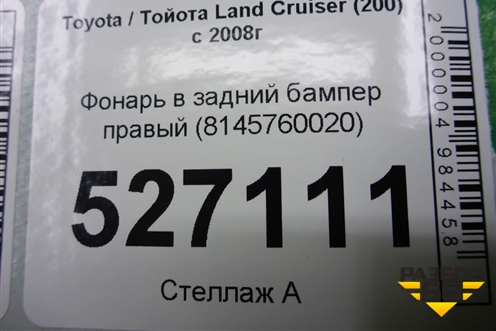 Toyota / Тойота Land Cruiser (200)
с 2008г
Фонарь в задний бампер
правый (8145760020)
527111
Стеллаж А
2000004984458